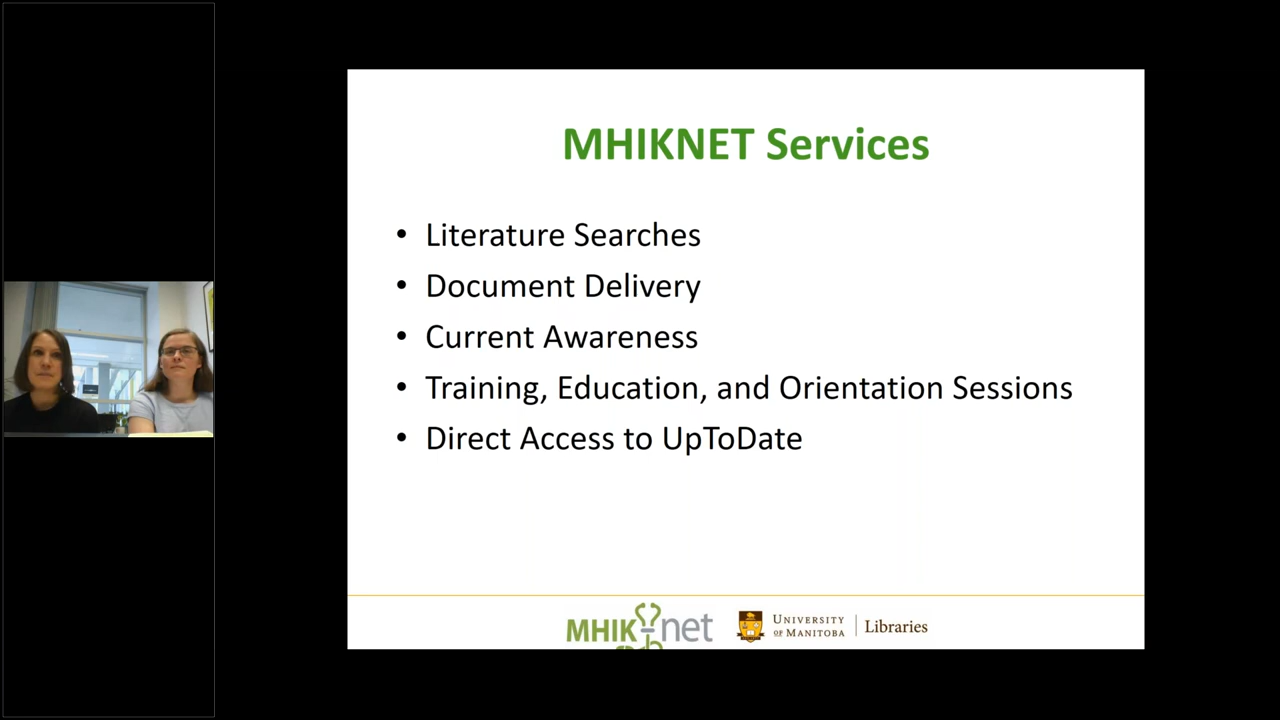 MHIKNET Services
• Literature Searches
• Document Delivery
• Current Awareness
• Training, Education, and Orientation Sessions
• Direct Access to UpToDate
MHIK net
UNIVERSITY OF MANITOBA Libraries